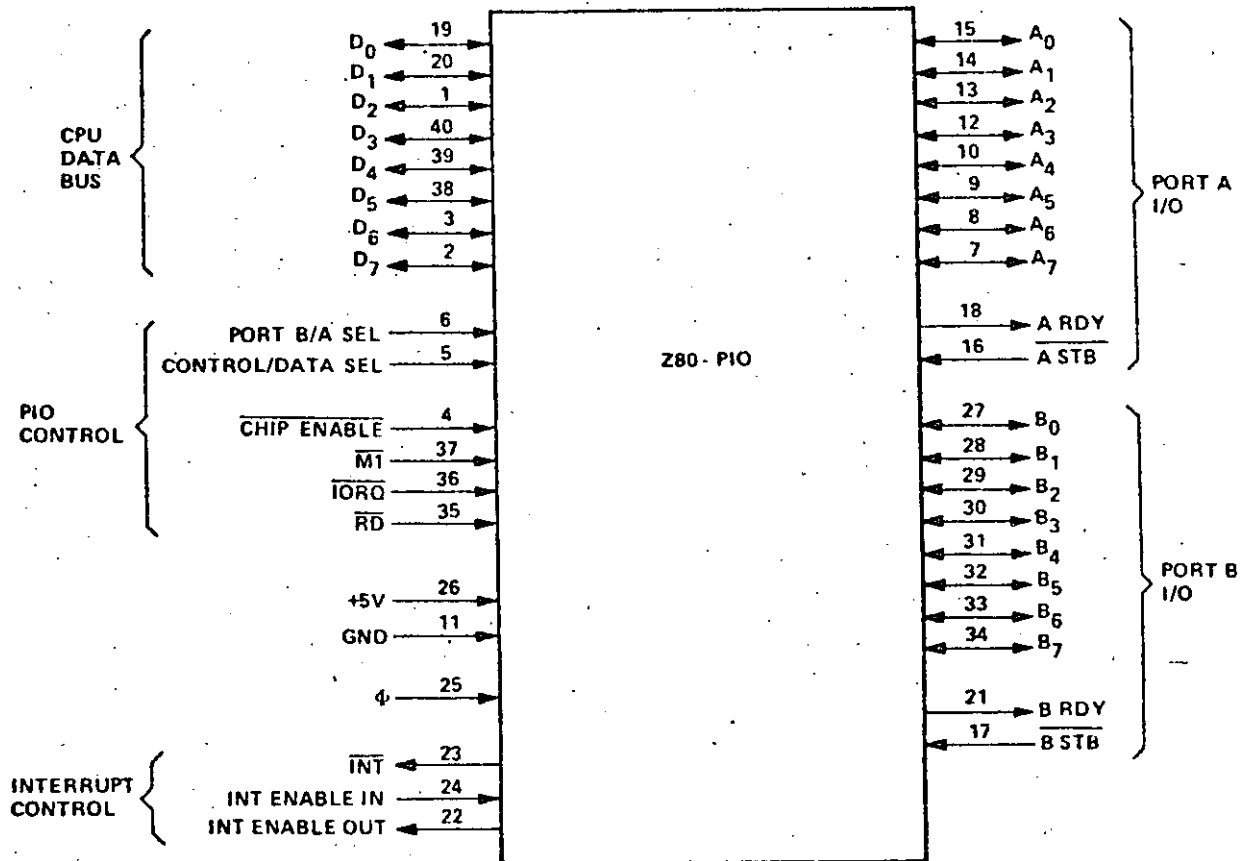 CPU
DATA
BUS
D0 19
D1 20
D2 1
D3 40
D4 39
D5 38
D6 3
D7 2
PIO
CONTROL
PORT B/A SEL 6
CONTROL/DATA SEL 5
CHIP ENABLE 4
M1 37
IORQ 36
RD 35
+5V 26
GND 11
Φ 25
INTERRUPT
CONTROL
INT 23
INT ENABLE IN 24
INT ENABLE OUT 22
Z80-PIO
15 A0
14 A1
13 A2
12 A3
10 A4
9 A5
8 A6
7 A7
18 A RDY
16 A STB
PORT A
I/O
27 B0
28 B1
29 B2
30 B3
31 B4
32 B5
33 B6
34 B7
21 B RDY
17 B STB
PORT B
I/O